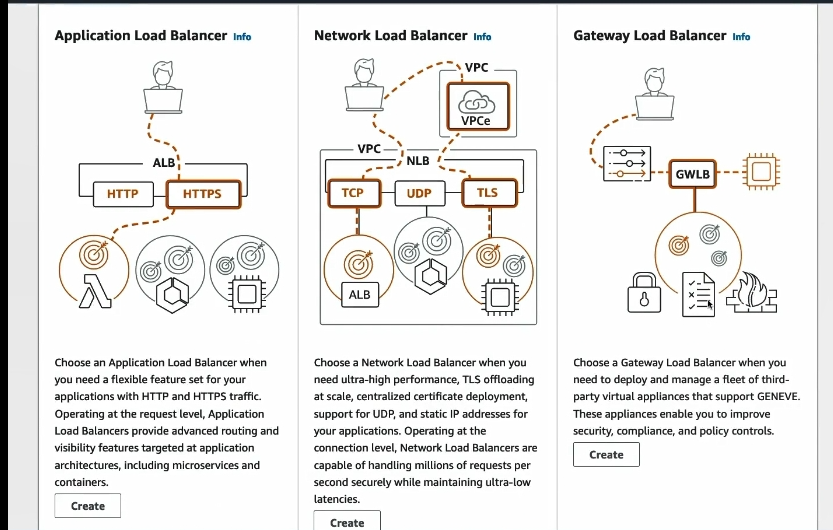 Application Load Balancer Info
ALB
HTTP
HTTPS
Choose an Application Load Balancer when
you need a flexible feature set for your
applications with HTTP and HTTPS traffic.
Operating at the request level, Application
Load Balancers provide advanced routing and
visibility features targeted at application
architectures, including microservices and
containers.
Create
Network Load Balancer Info
VPC
VPCe
VPC
NLB
TCP
UDP
TLS
ALB
Choose a Network Load Balancer when you
need ultra-high performance, TLS offloading
at scale, centralized certificate deployment,
support for UDP, and static IP addresses for
your applications. Operating at the
connection level, Network Load Balancers are
capable of handling millions of requests per
second securely while maintaining ultra-low
latencies.
Create
Gateway Load Balancer Info
GWLB
Choose a Gateway Load Balancer when you
need to deploy and manage a fleet of third-
party virtual appliances that support GENEVE.
These appliances enable you to improve
security, compliance, and policy controls.
Create